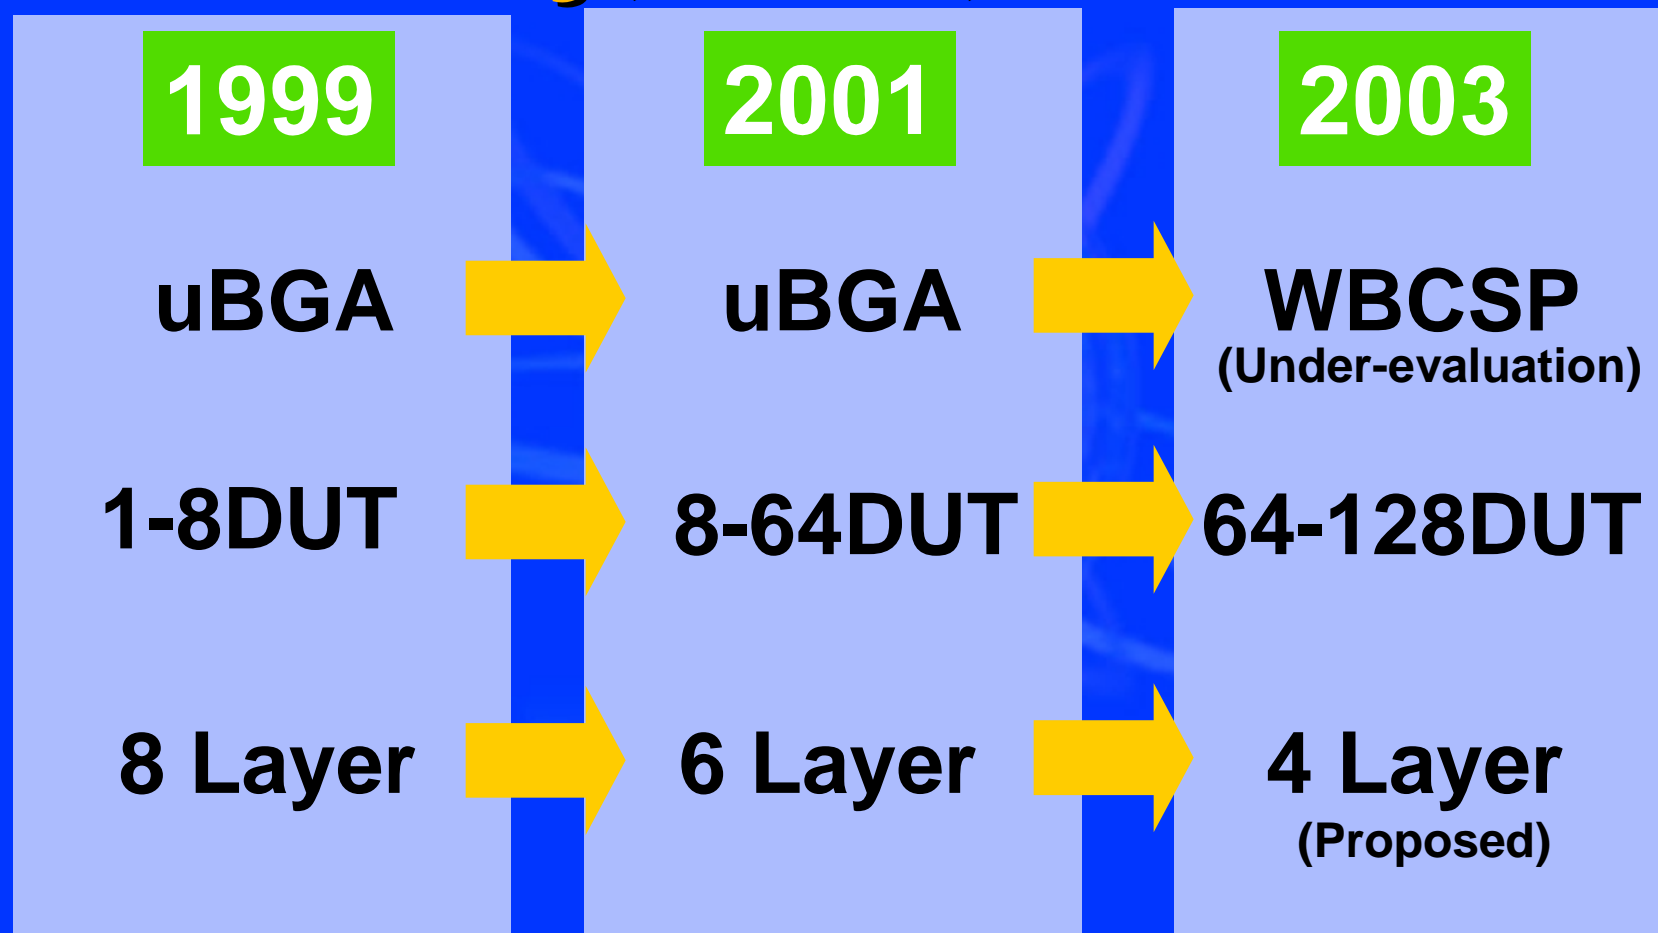 1999
2001
2003
uBGA
uBGA
WBCSP
(Under-evaluation)
1-8DUT
8-64DUT
64-128DUT
8 Layer
6 Layer
4 Layer
(Proposed)